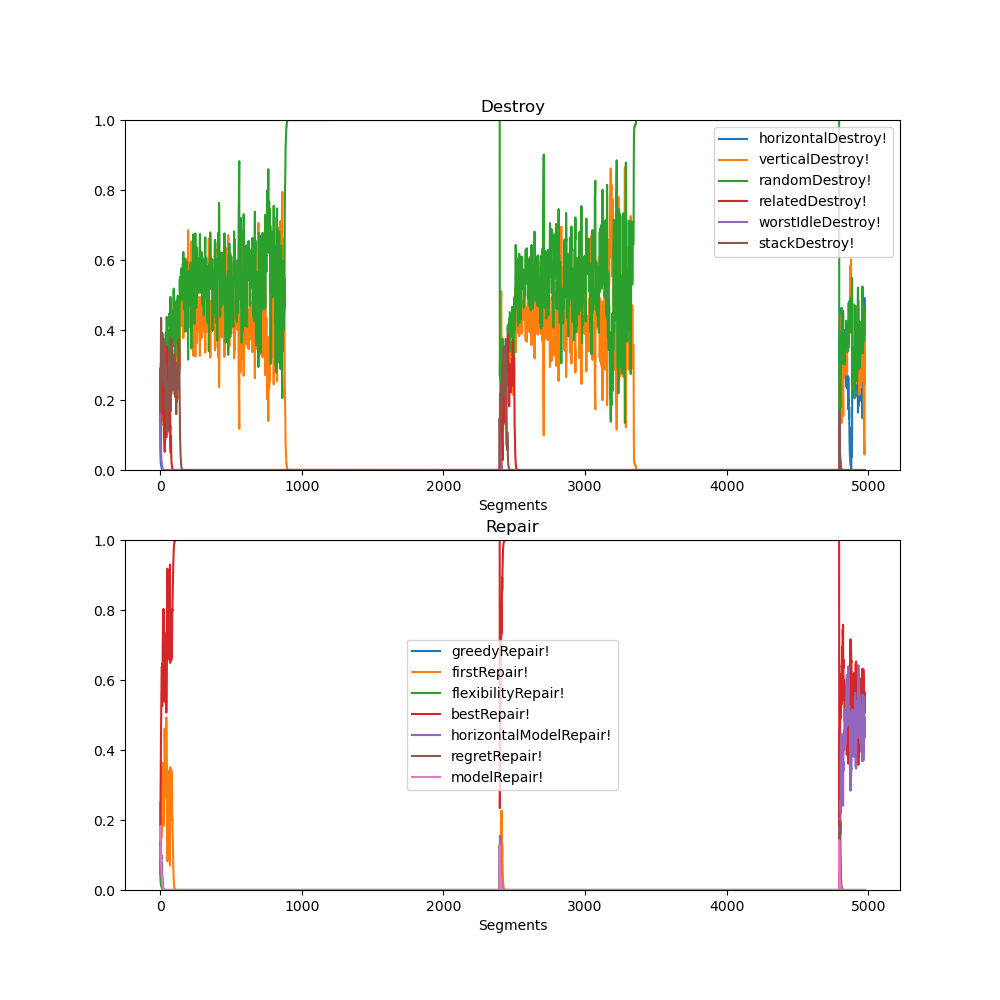 Destroy
1.0
0.8
0.6
0.4
0.2
0.0
horizontalDestroy!
verticalDestroy!
randomDestroy!
relatedDestroy!
worstIdleDestroy!
stackDestroy!
0 1000 2000 3000 4000 5000
Segments
Repair
1.0
0.8
0.6
0.4
0.2
0.0
greedyRepair!
firstRepair!
flexibilityRepair!
bestRepair!
horizontalModelRepair!
regretRepair!
modelRepair!
0 1000 2000 3000 4000 5000
Segments